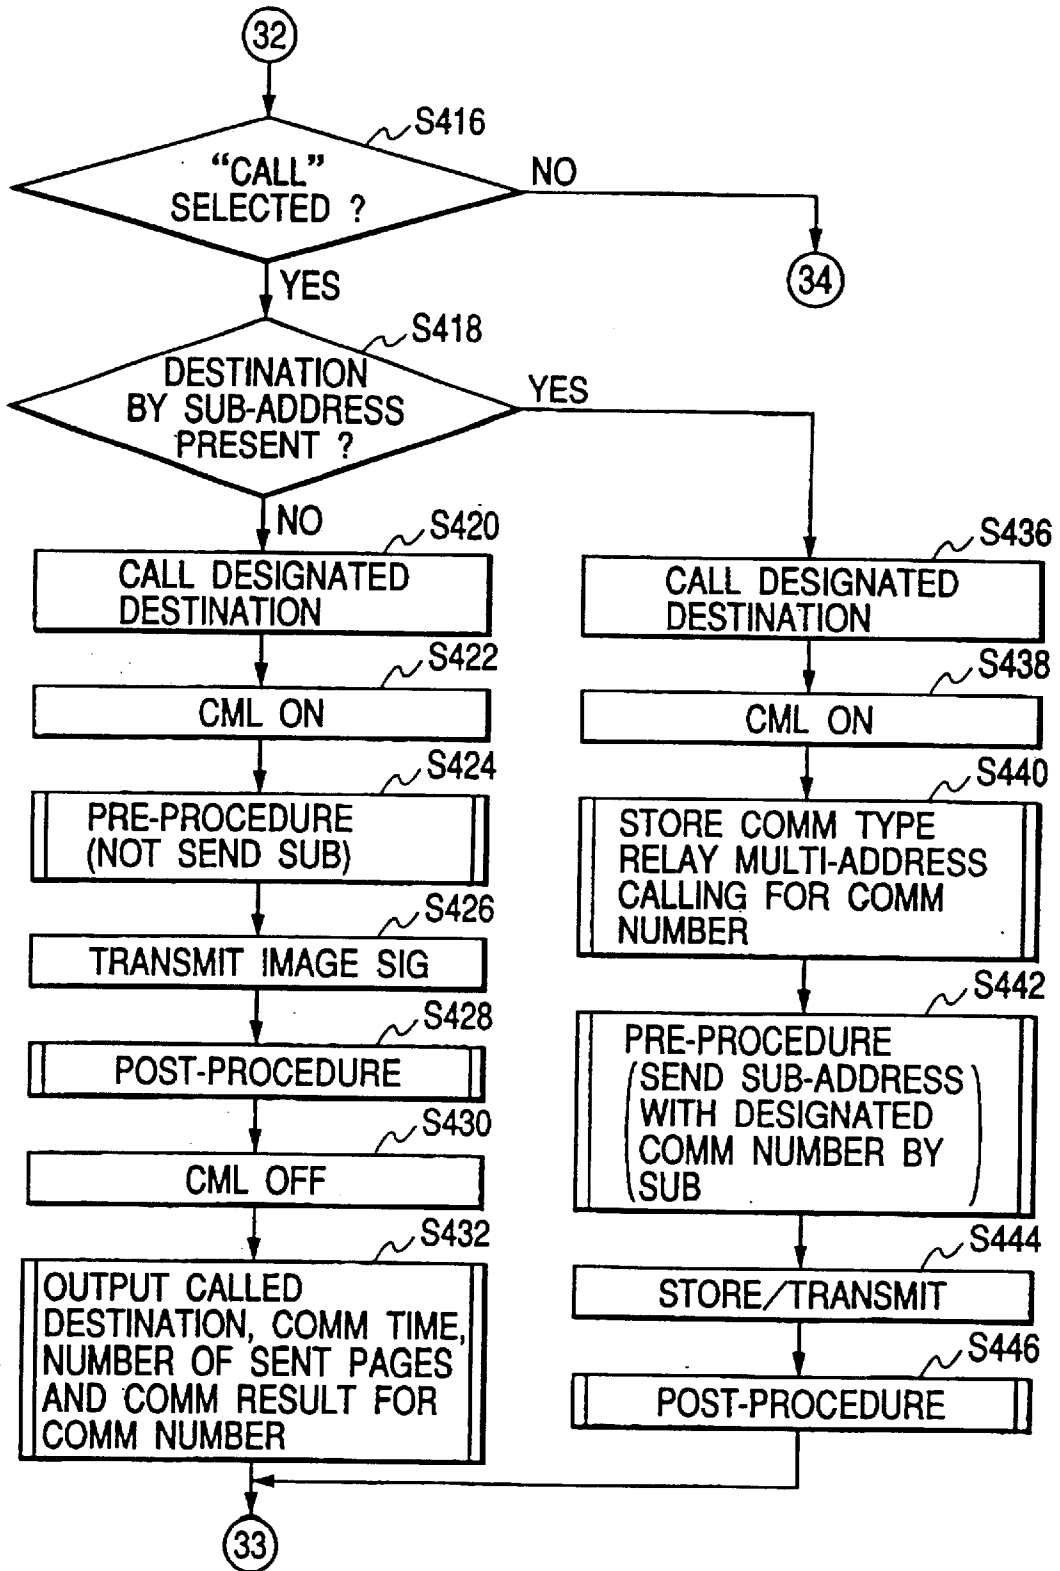 32
S416
"CALL"
SELECTED ?
NO
34
YES
S418
DESTINATION
BY SUB-ADDRESS
PRESENT ?
YES
NO
S420
CALL DESIGNATED
DESTINATION
S422
CML ON
S424
PRE-PROCEDURE
(NOT SEND SUB)
S426
TRANSMIT IMAGE SIG
S428
POST-PROCEDURE
S430
CML OFF
S432
OUTPUT CALLED
DESTINATION, COMM TIME,
NUMBER OF SENT PAGES
AND COMM RESULT FOR
COMM NUMBER
S436
CALL DESIGNATED
DESTINATION
S438
CML ON
S440
STORE COMM TYPE
RELAY MULTI-ADDRESS
CALLING FOR COMM
NUMBER
S442
PRE-PROCEDURE
(SEND SUB-ADDRESS
WITH DESIGNATED
COMM NUMBER BY
SUB)
S444
STORE/TRANSMIT
S446
POST-PROCEDURE
33